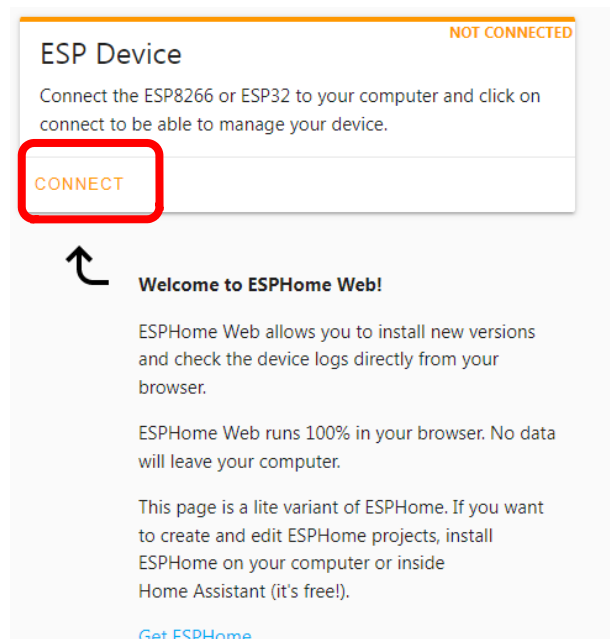 NOT CONNECTED
ESP Device
Connect the ESP8266 or ESP32 to your computer and click on
connect to be able to manage your device.
CONNECT
Welcome to ESPHome Web!
ESPHome Web allows you to install new versions
and check the device logs directly from your
browser.
ESPHome Web runs 100% in your browser. No data
will leave your computer.
This page is a lite variant of ESPHome. If you want
to create and edit ESPHome projects, install
ESPHome on your computer or inside
Home Assistant (it's free!).
Get ESPHome